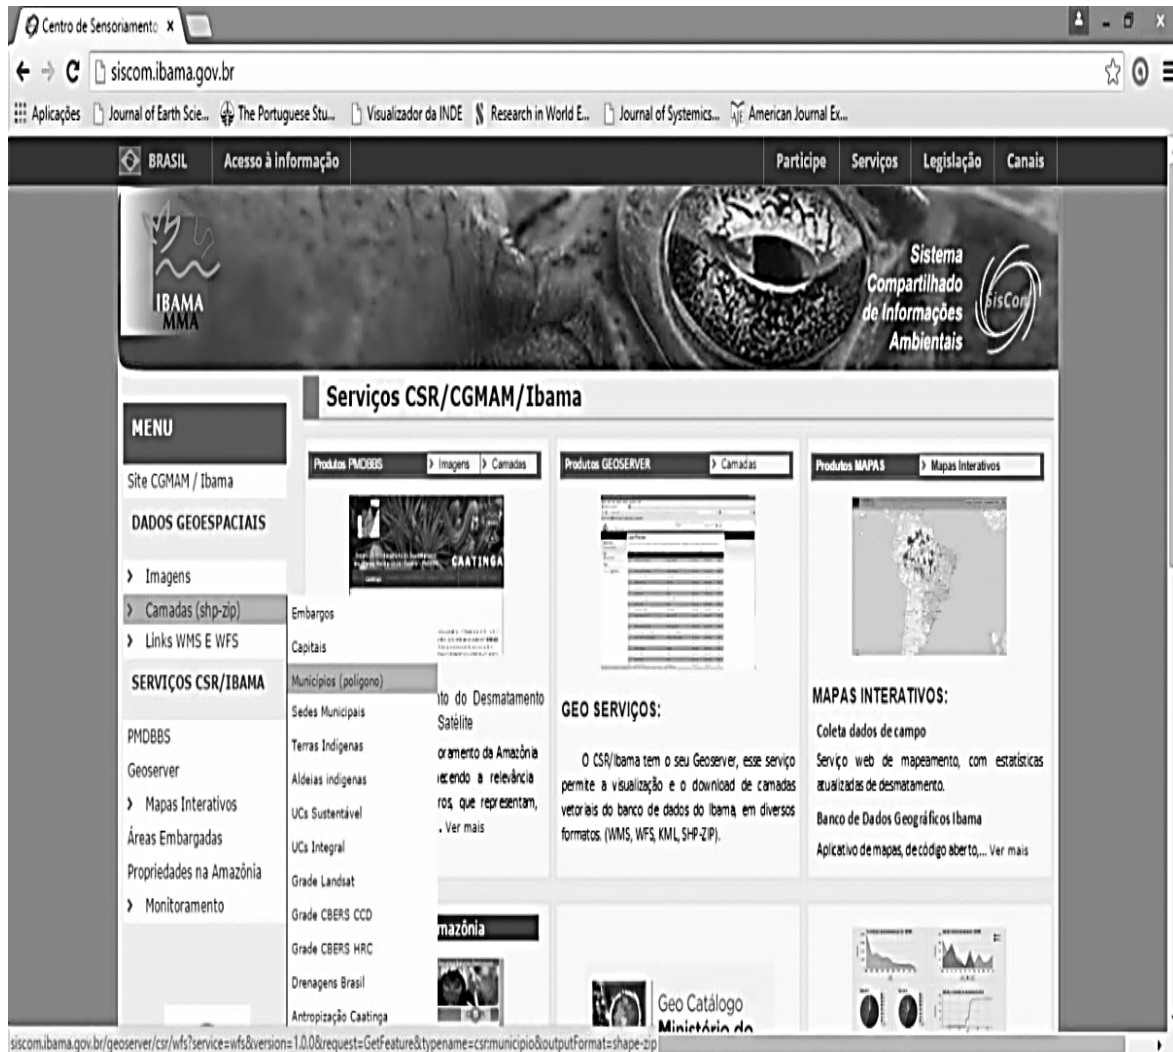 Centro de Sensoriamento x
siscom.ibama.gov.br
Aplicações Journal of Earth Scie... The Portuguese Stu... Visualizador da INDE Research in World E... Journal of Systemics... American Journal Ex...
BRASIL Acesso à informação Participe Serviços Legislação Canais
IBAMA
MMA
Sistema
Compartilhado
de Informações
Ambientais
SisCom
Serviços CSR/CGMAM/Ibama
MENU
Site CGMAM / Ibama
DADOS GEOESPACIAIS
> Imagens
> Camadas (shp-zip)
> Links WMS E WFS
SERVIÇOS CSR/IBAMA
PMDBBS
Geoserver
> Mapas Interativos
Áreas Embargadas
Propriedades na Amazônia
> Monitoramento
Embargos
Capitais
Municípios (polígono)
Sedes Municipais
Terras Indígenas
Aldeias indígenas
UCs Sustentável
UCs Integral
Grade Landsat
Grade CBERS CCD
Grade CBERS HRC
Drenagens Brasil
Antropização Caatinga
Produtos PMDBBS > Imagens > Camadas
CAATINGA
nto do Desmatamento
Satélite
oramento da Amazônia
necendo a relevância
ros, que representam,
. Ver mais
mazônia
Produtos GEOSERVER > Camadas
GEO SERVIÇOS:
O CSR/Ibama tem o seu Geoserver, esse serviço
permite a visualização e o download de camadas
vetoriais do banco de dados do Ibama, em diversos
formatos. (WMS, WFS, KML, SHP-ZIP).
Geo Catálogo
Ministério do
Produtos MAPAS > Mapas Interativos
MAPAS INTERATIVOS:
Coleta dados de campo
Serviço web de mapeamento, com estatísticas
atualizadas de desmatamento.
Banco de Dados Geográficos Ibama
Aplicativo de mapas, de código aberto,... Ver mais
siscom.ibama.gov.br/geoserver/csr/wfs?service=wfs&version=1.0.0&request=GetFeature&typename=csr:municipio&outputFormat=shape-zip